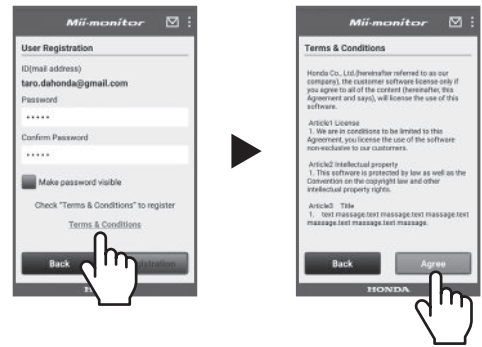 Mii-monitor
User Registration
ID(mail address)
taro.dahonda@gmail.com
Password
•••••
Confirm Password
•••••
Make password visible
Check "Terms & Conditions" to register
Terms & Conditions
Back
Mii-monitor
Terms & Conditions
Honda Co., Ltd.(hereinafter referred to as our
company), the customer software license only if
you agree to all of the content (hereinafter, this
Agreement and says), will license the use of this
software.
Article1 License
1. We are in conditions to be limited to this
Agreement, you license the use of the software
non-exclusive to our customers.
Article2 Intellectual property
1. This software is protected by law as well as the
Convention on the copyright law and other
intellectual property rights.
Article3 Title
1. text massage.text massage.text massage.text
massage.text massage.text massage.
Back Agree
HONDA